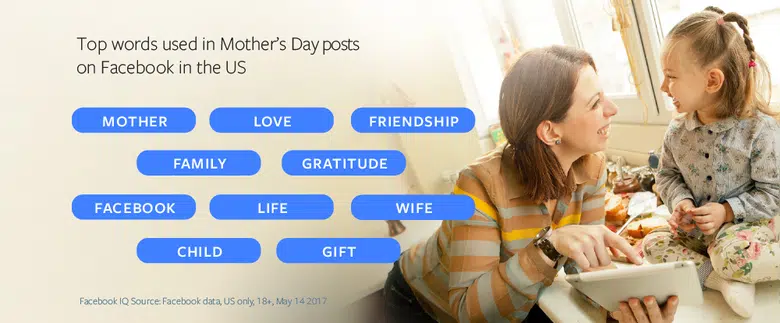 Top words used in Mother's Day posts
on Facebook in the US
MOTHER LOVE FRIENDSHIP
FAMILY GRATITUDE
FACEBOOK LIFE WIFE
CHILD GIFT
Facebook IQ Source: Facebook data, US only, 18+, May 14 2017